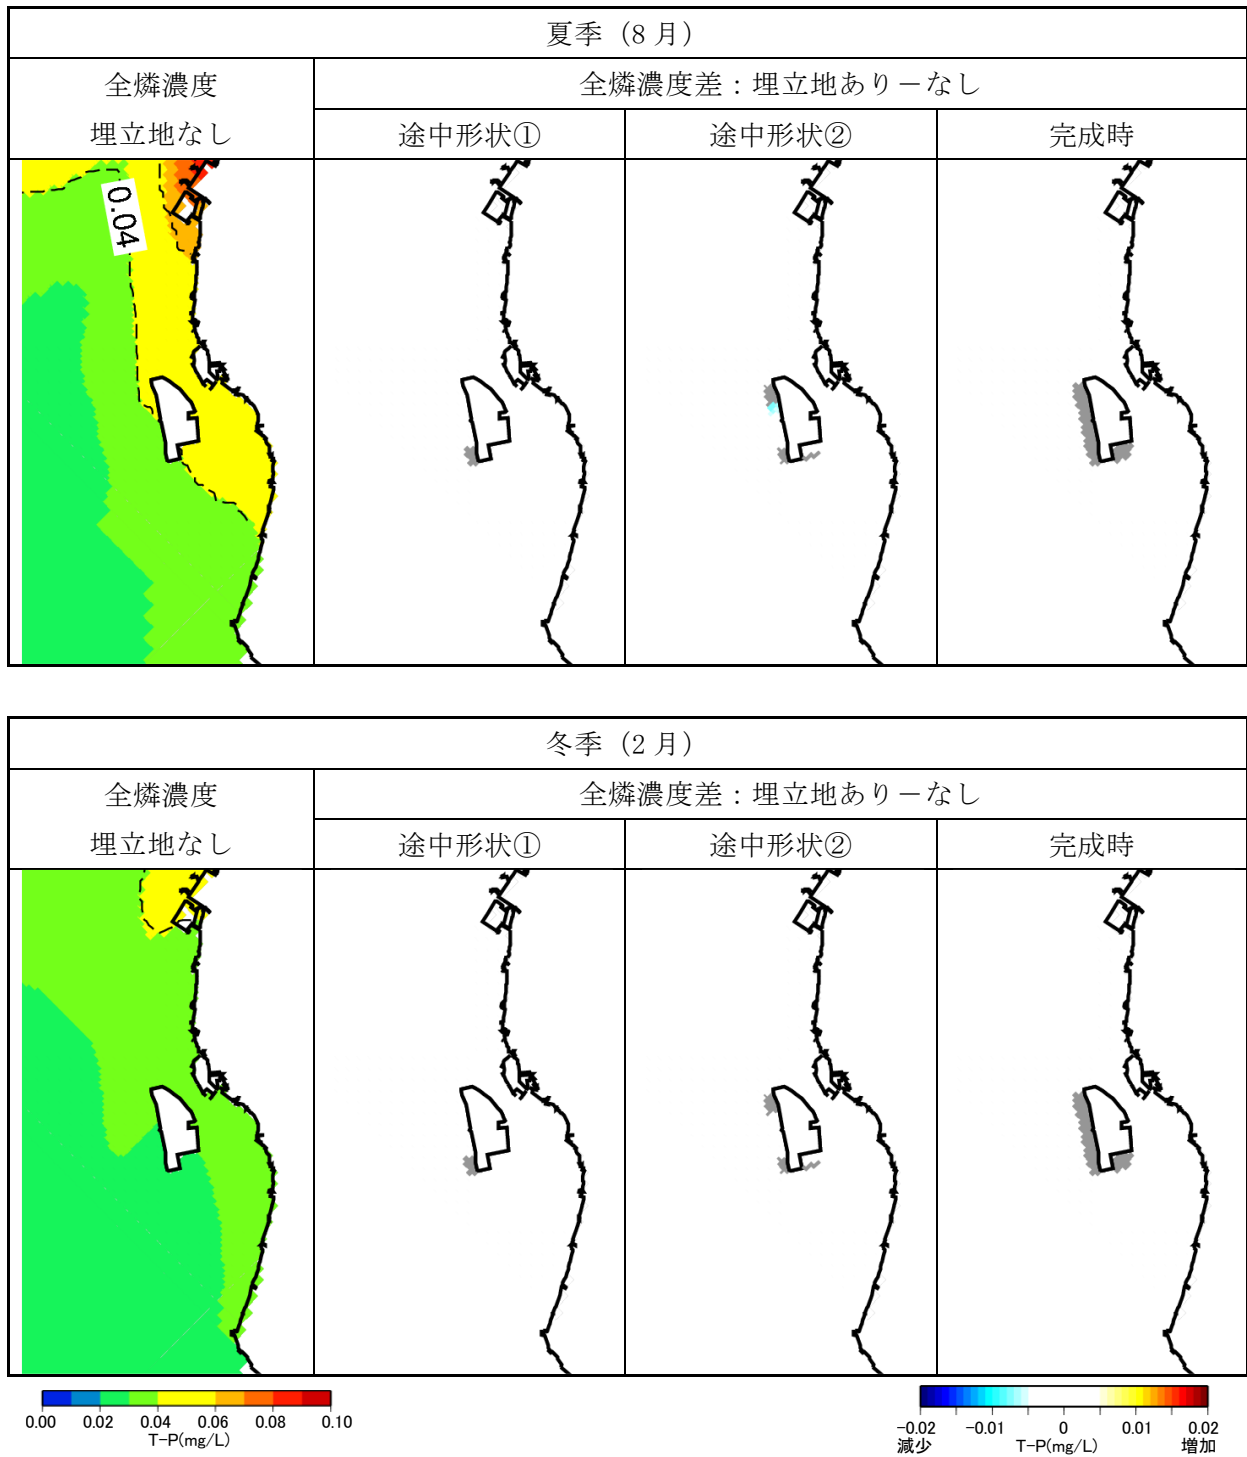 夏季（8月）
全燐濃度
埋立地なし
全燐濃度差：埋立地あり－なし
途中形状①
途中形状②
完成時
0.04
冬季（2月）
全燐濃度
埋立地なし
全燐濃度差：埋立地あり－なし
途中形状①
途中形状②
完成時
0.00 0.02 0.04 0.06 0.08 0.10
T-P(mg/L)
-0.02 -0.01 0 0.01 0.02
減少 T-P(mg/L) 増加